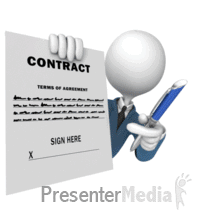 CONTRACT
TERMS OF AGREEMENT
SIGN HERE
X
PresenterMedia